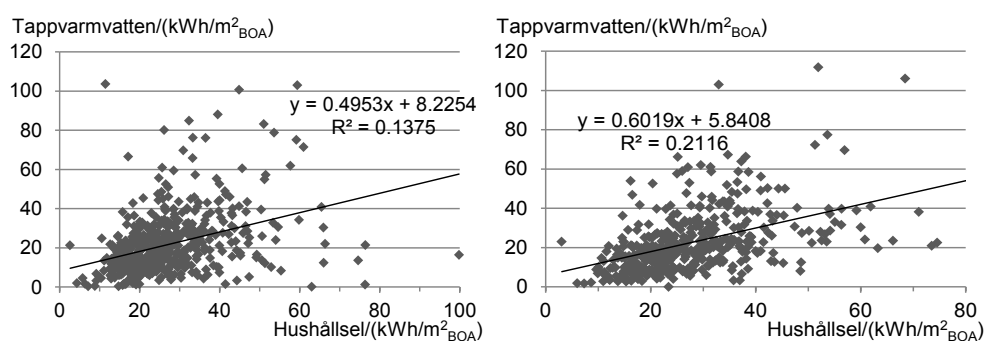 Tappvarmvatten/(kWh/m²BOA)
120
100
80
60
40
20
0
y = 0.4953x + 8.2254
R² = 0.1375
0 20 40 60 80 100
Hushållsel/(kWh/m²BOA)
Tappvarmvatten/(kWh/m²BOA)
120
100
80
60
40
20
0
y = 0.6019x + 5.8408
R² = 0.2116
0 20 40 60 80
Hushållsel/(kWh/m²BOA)